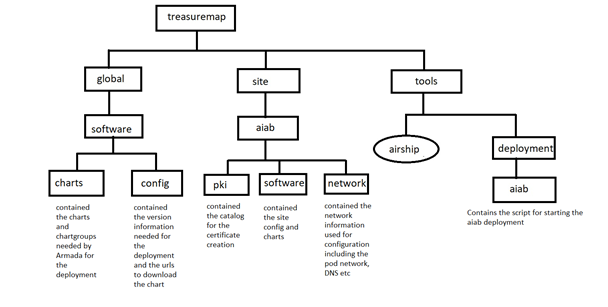 treasuremap
global
site
tools
software
aiab
airship
deployment
charts
config
pki
software
network
aiab
contained
the charts
and
chartgroups
needed by
Armada for
the
deployment
contained
the version
information
needed for
the
deployment
and the urls
to download
the chart
contained
the catalog
for the
certificate
creation
contained
the site
config and
charts
contained the
network
information
used for
configuration
including the
pod network,
DNS etc
Contains the script for starting the
aiab deployment